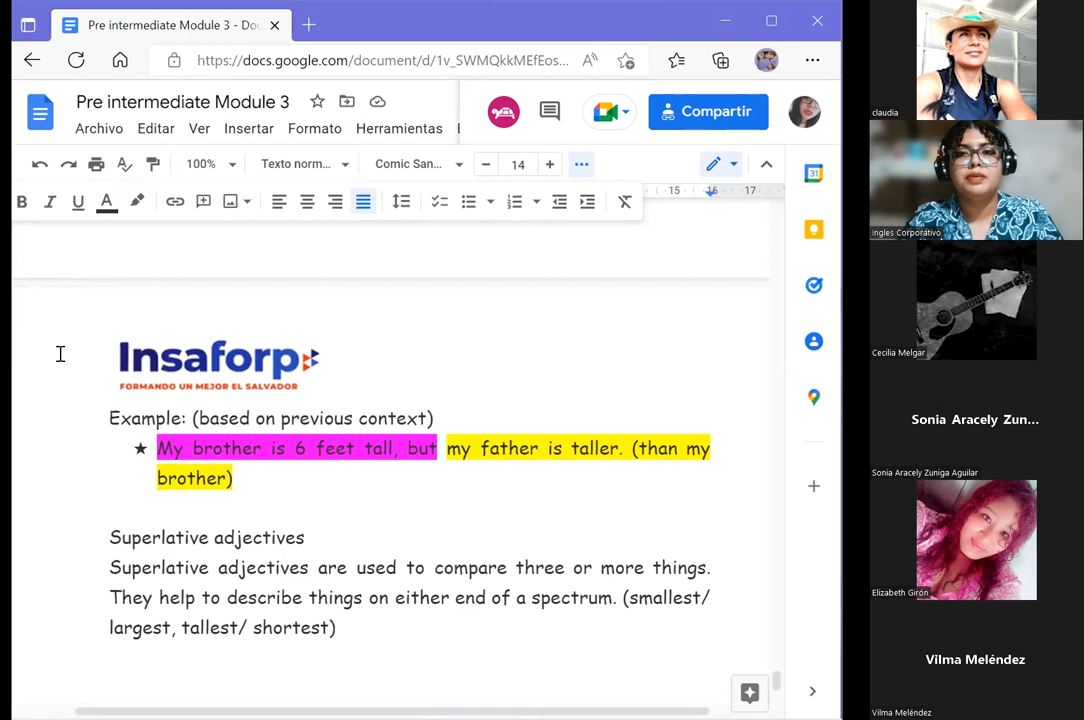 Pre intermediate Module 3 - Doc
https://docs.google.com/document/d/1v_SWMQkkMEfEos...
Pre intermediate Module 3
Archivo Editar Ver Insertar Formato Herramientas
Compartir
100% Texto norm... Comic San... 14
B I U A
15 16 17
31
Insaforp
FORMANDO UN MEJOR EL SALVADOR
Example: (based on previous context)
★ My brother is 6 feet tall, but my father is taller. (than my
brother)
Superlative adjectives
Superlative adjectives are used to compare three or more things.
They help to describe things on either end of a spectrum. (smallest/
largest, tallest/ shortest)
claudia
Ingles Corporativo
Cecilia Melgar
Sonia Aracely Zun...
Sonia Aracely Zuniga Aguilar
Elizabeth Girón
Vilma Meléndez
Vilma Meléndez